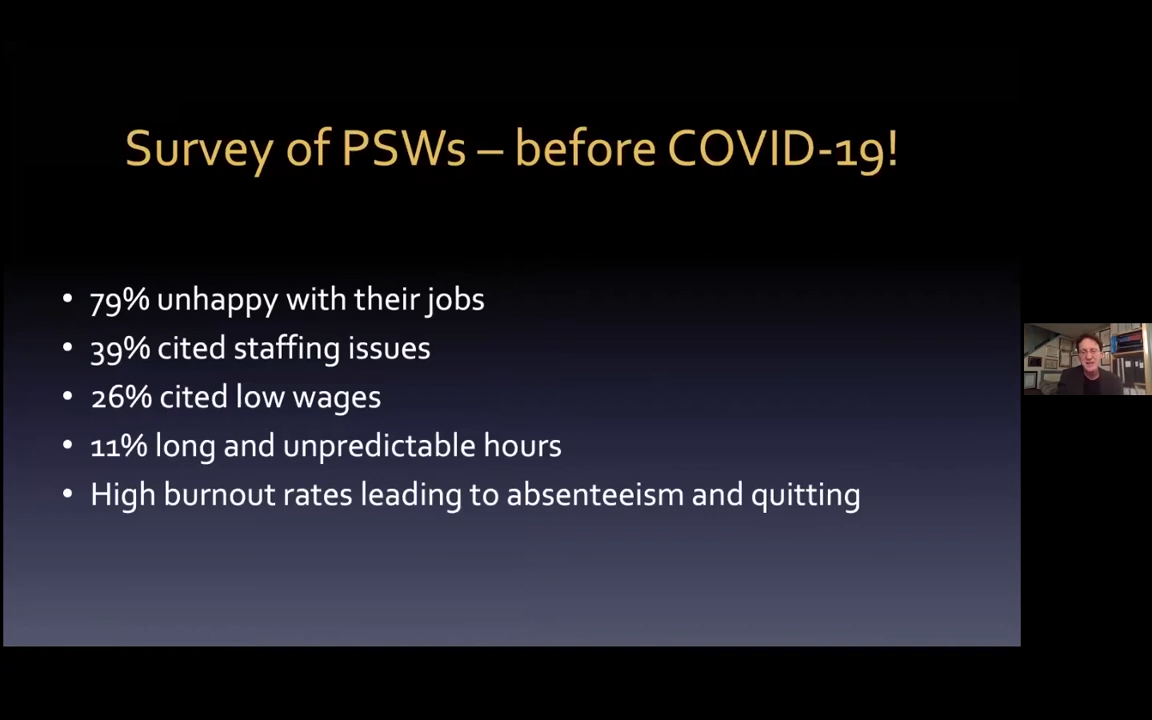 Survey of PSWs – before COVID-19!
• 79% unhappy with their jobs
• 39% cited staffing issues
• 26% cited low wages
• 11% long and unpredictable hours
• High burnout rates leading to absenteeism and quitting